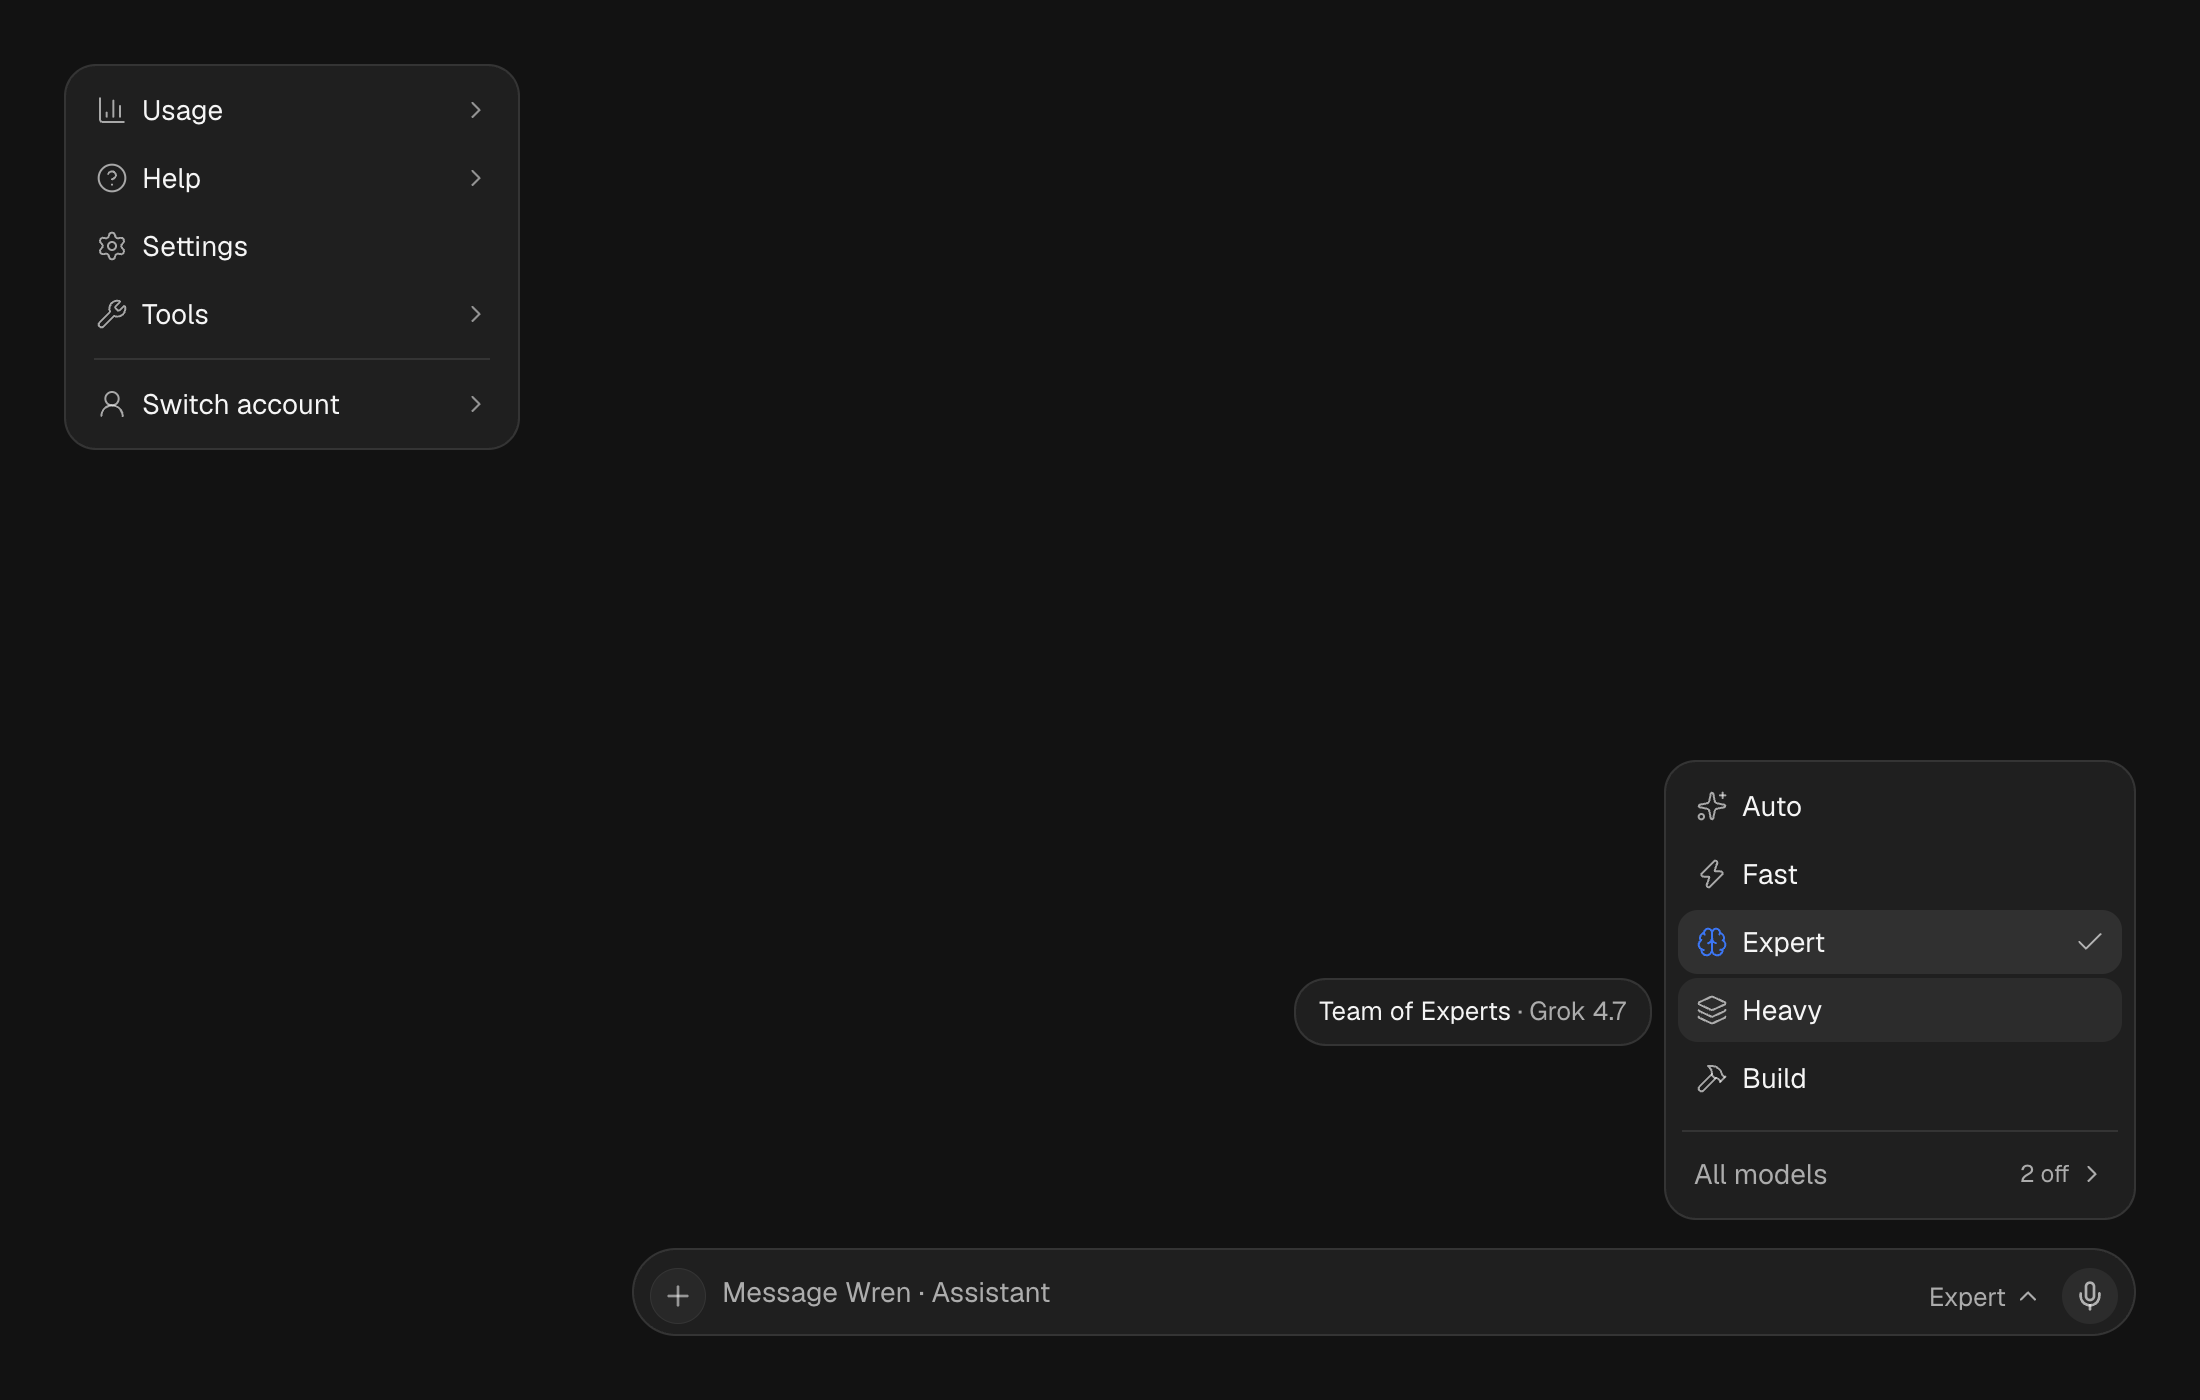 Usage
Help
Settings
Tools
Switch account
Auto
Fast
Expert
Team of Experts · Grok 4.7
Heavy
Build
All models 2 off
Message Wren · Assistant
Expert